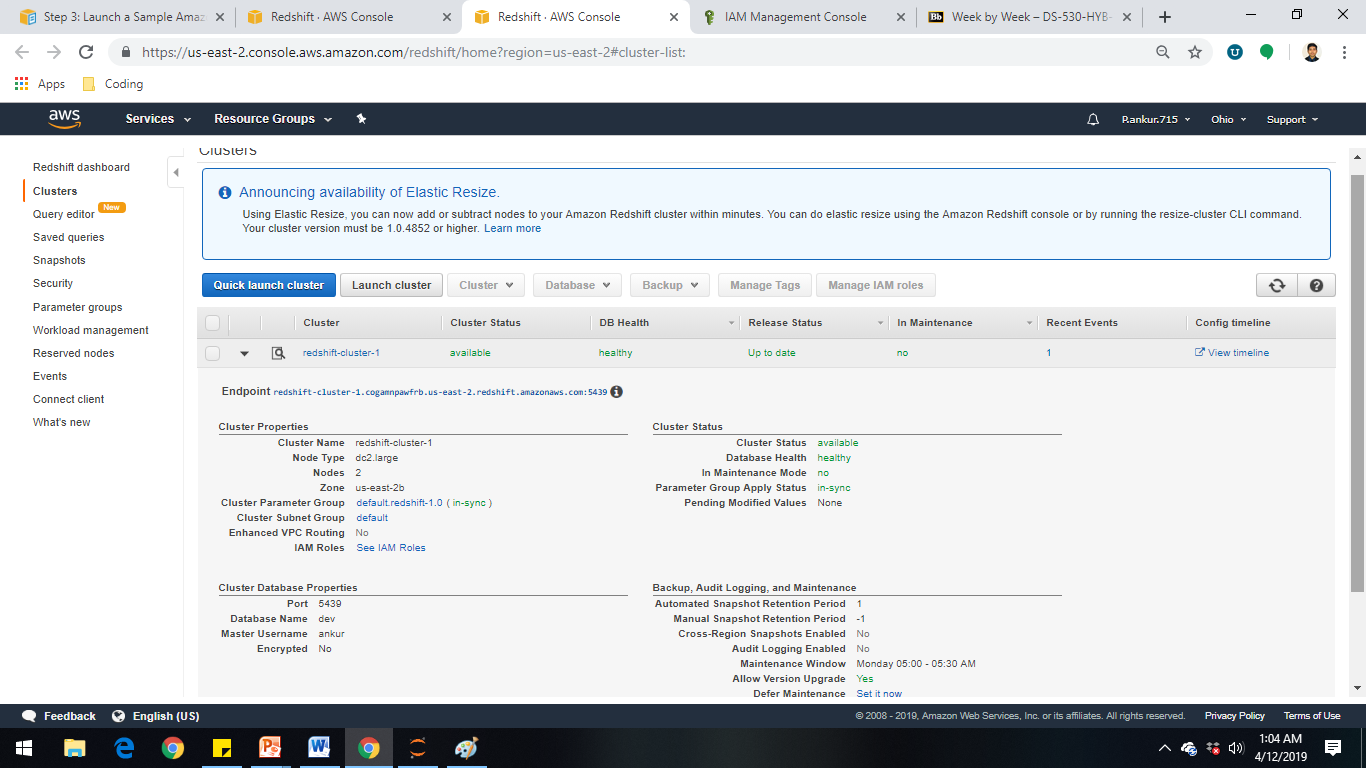 Step 3: Launch a Sample Amaz
Redshift · AWS Console
Redshift · AWS Console
IAM Management Console
Bb Week by Week – DS-530-HYB-
https://us-east-2.console.aws.amazon.com/redshift/home?region=us-east-2#cluster-list:
Apps Coding
aws Services Resource Groups P.ankur.715 Ohio Support
Redshift dashboard
Clusters
Query editor New
Saved queries
Snapshots
Security
Parameter groups
Workload management
Reserved nodes
Events
Connect client
What's new
Clusters
Announcing availability of Elastic Resize.
Using Elastic Resize, you can now add or subtract nodes to your Amazon Redshift cluster within minutes. You can do elastic resize using the Amazon Redshift console or by running the resize-cluster CLI command.
Your cluster version must be 1.0.4852 or higher. Learn more
Quick launch cluster Launch cluster Cluster Database Backup Manage Tags Manage IAM roles
Cluster Cluster Status DB Health Release Status In Maintenance Recent Events Config timeline
redshift-cluster-1 available healthy Up to date no 1 View timeline
Endpoint redshift-cluster-1.cogamnpawfrb.us-east-2.redshift.amazonaws.com:5439
Cluster Properties
Cluster Name redshift-cluster-1
Node Type dc2.large
Nodes 2
Zone us-east-2b
Cluster Parameter Group default.redshift-1.0 ( in-sync )
Cluster Subnet Group default
Enhanced VPC Routing No
IAM Roles See IAM Roles
Cluster Status
Cluster Status available
Database Health healthy
In Maintenance Mode no
Parameter Group Apply Status in-sync
Pending Modified Values None
Cluster Database Properties
Port 5439
Database Name dev
Master Username ankur
Encrypted No
Backup, Audit Logging, and Maintenance
Automated Snapshot Retention Period 1
Manual Snapshot Retention Period -1
Cross-Region Snapshots Enabled No
Audit Logging Enabled No
Maintenance Window Monday 05:00 - 05:30 AM
Allow Version Upgrade Yes
Defer Maintenance Set it now
Feedback English (US) © 2008 - 2019, Amazon Web Services, Inc. or its affiliates. All rights reserved. Privacy Policy Terms of Use
1:04 AM
4/12/2019